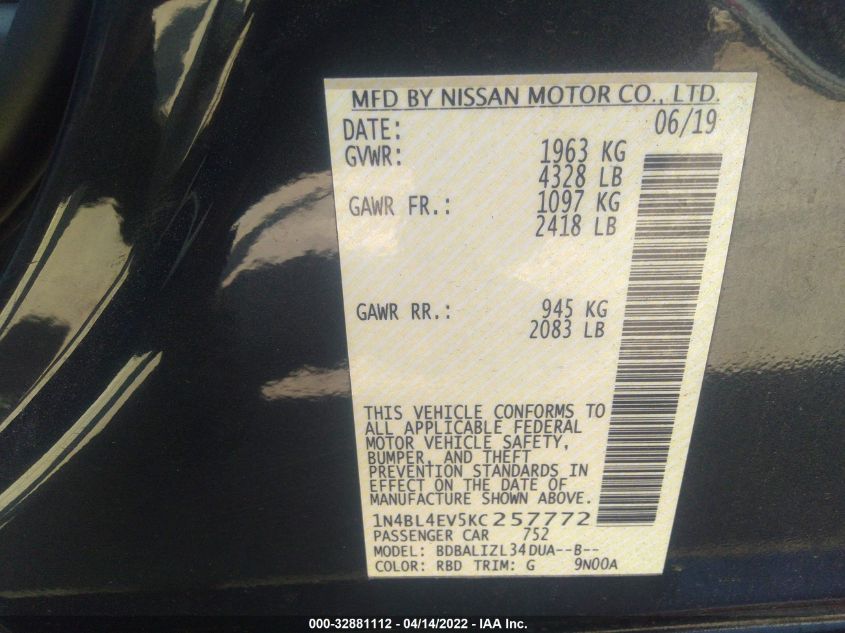 MFD BY NISSAN MOTOR CO., LTD.
DATE: 06/19
GVWR: 1963 KG
4328 LB
GAWR FR.: 1097 KG
2418 LB
GAWR RR.: 945 KG
2083 LB
THIS VEHICLE CONFORMS TO
ALL APPLICABLE FEDERAL
MOTOR VEHICLE SAFETY,
BUMPER, AND THEFT
PREVENTION STANDARDS IN
EFFECT ON THE DATE OF
MANUFACTURE SHOWN ABOVE.
1N4BL4EV5KC257772
PASSENGER CAR 752
MODEL: BDBALIZL34DUA--B--
COLOR: RBD TRIM: G 9N00A
000-32881112 - 04/14/2022 - IAA Inc.